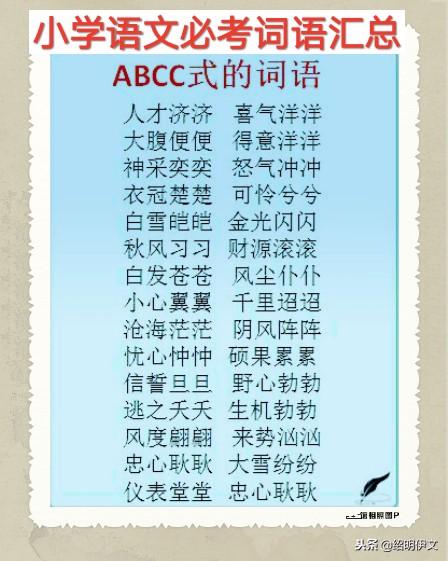 小学语文必考词语汇总
ABCC式的词语
人才济济 喜气洋洋
大腹便便 得意洋洋
神采奕奕 怒气冲冲
衣冠楚楚 可怜兮兮
白雪皑皑 金光闪闪
秋风习习 财源滚滚
白发苍苍 风尘仆仆
小心翼翼 千里迢迢
沧海茫茫 阴风阵阵
忧心忡忡 硕果累累
信誓旦旦 野心勃勃
逃之夭夭 生机勃勃
风度翩翩 来势汹汹
忠心耿耿 大雪纷纷
仪表堂堂 忠心耿耿
头条 @绍明伊文